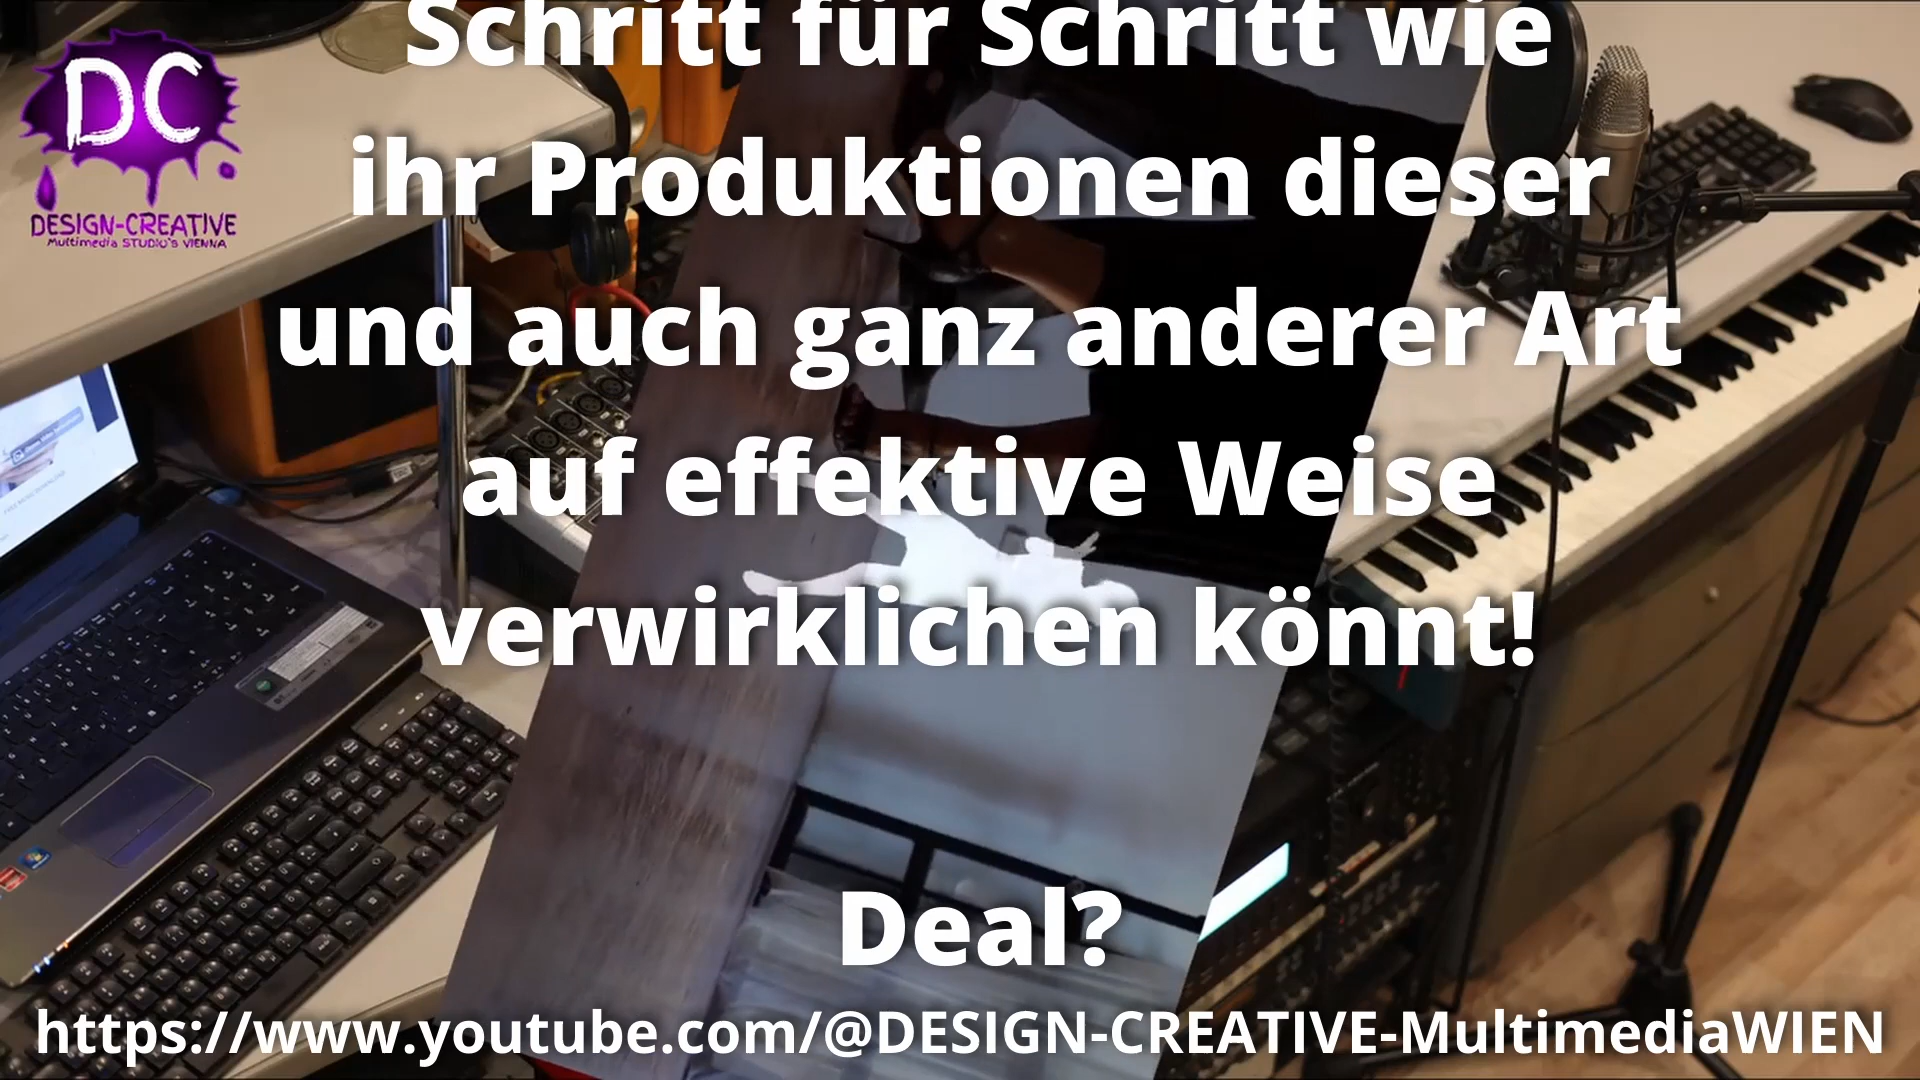 Schritt für Schritt wie
ihr Produktionen dieser
und auch ganz anderer Art
auf effektive Weise
verwirklichen könnt!
Deal?
https://www.youtube.com/@DESIGN-CREATIVE-MultimediaWIEN
DC
DESIGN-CREATIVE
Multimedia STUDIO'S VIENNA